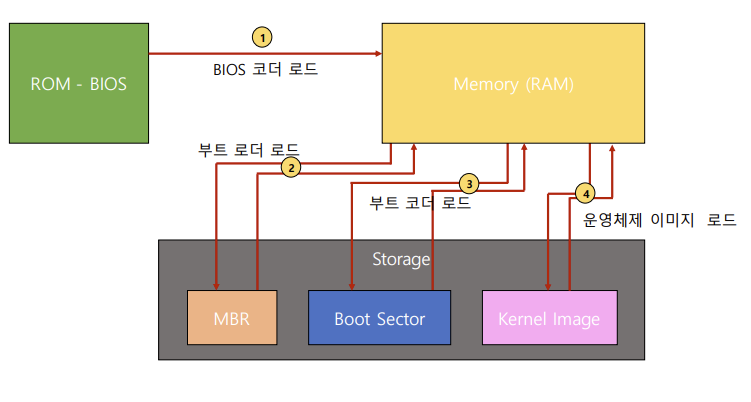 1
ROM - BIOS
Memory (RAM)
BIOS 코더 로드
부트 로더 로드
2
3
4
부트 코더 로드
운영체제 이미지 로드
Storage
MBR
Boot Sector
Kernel Image